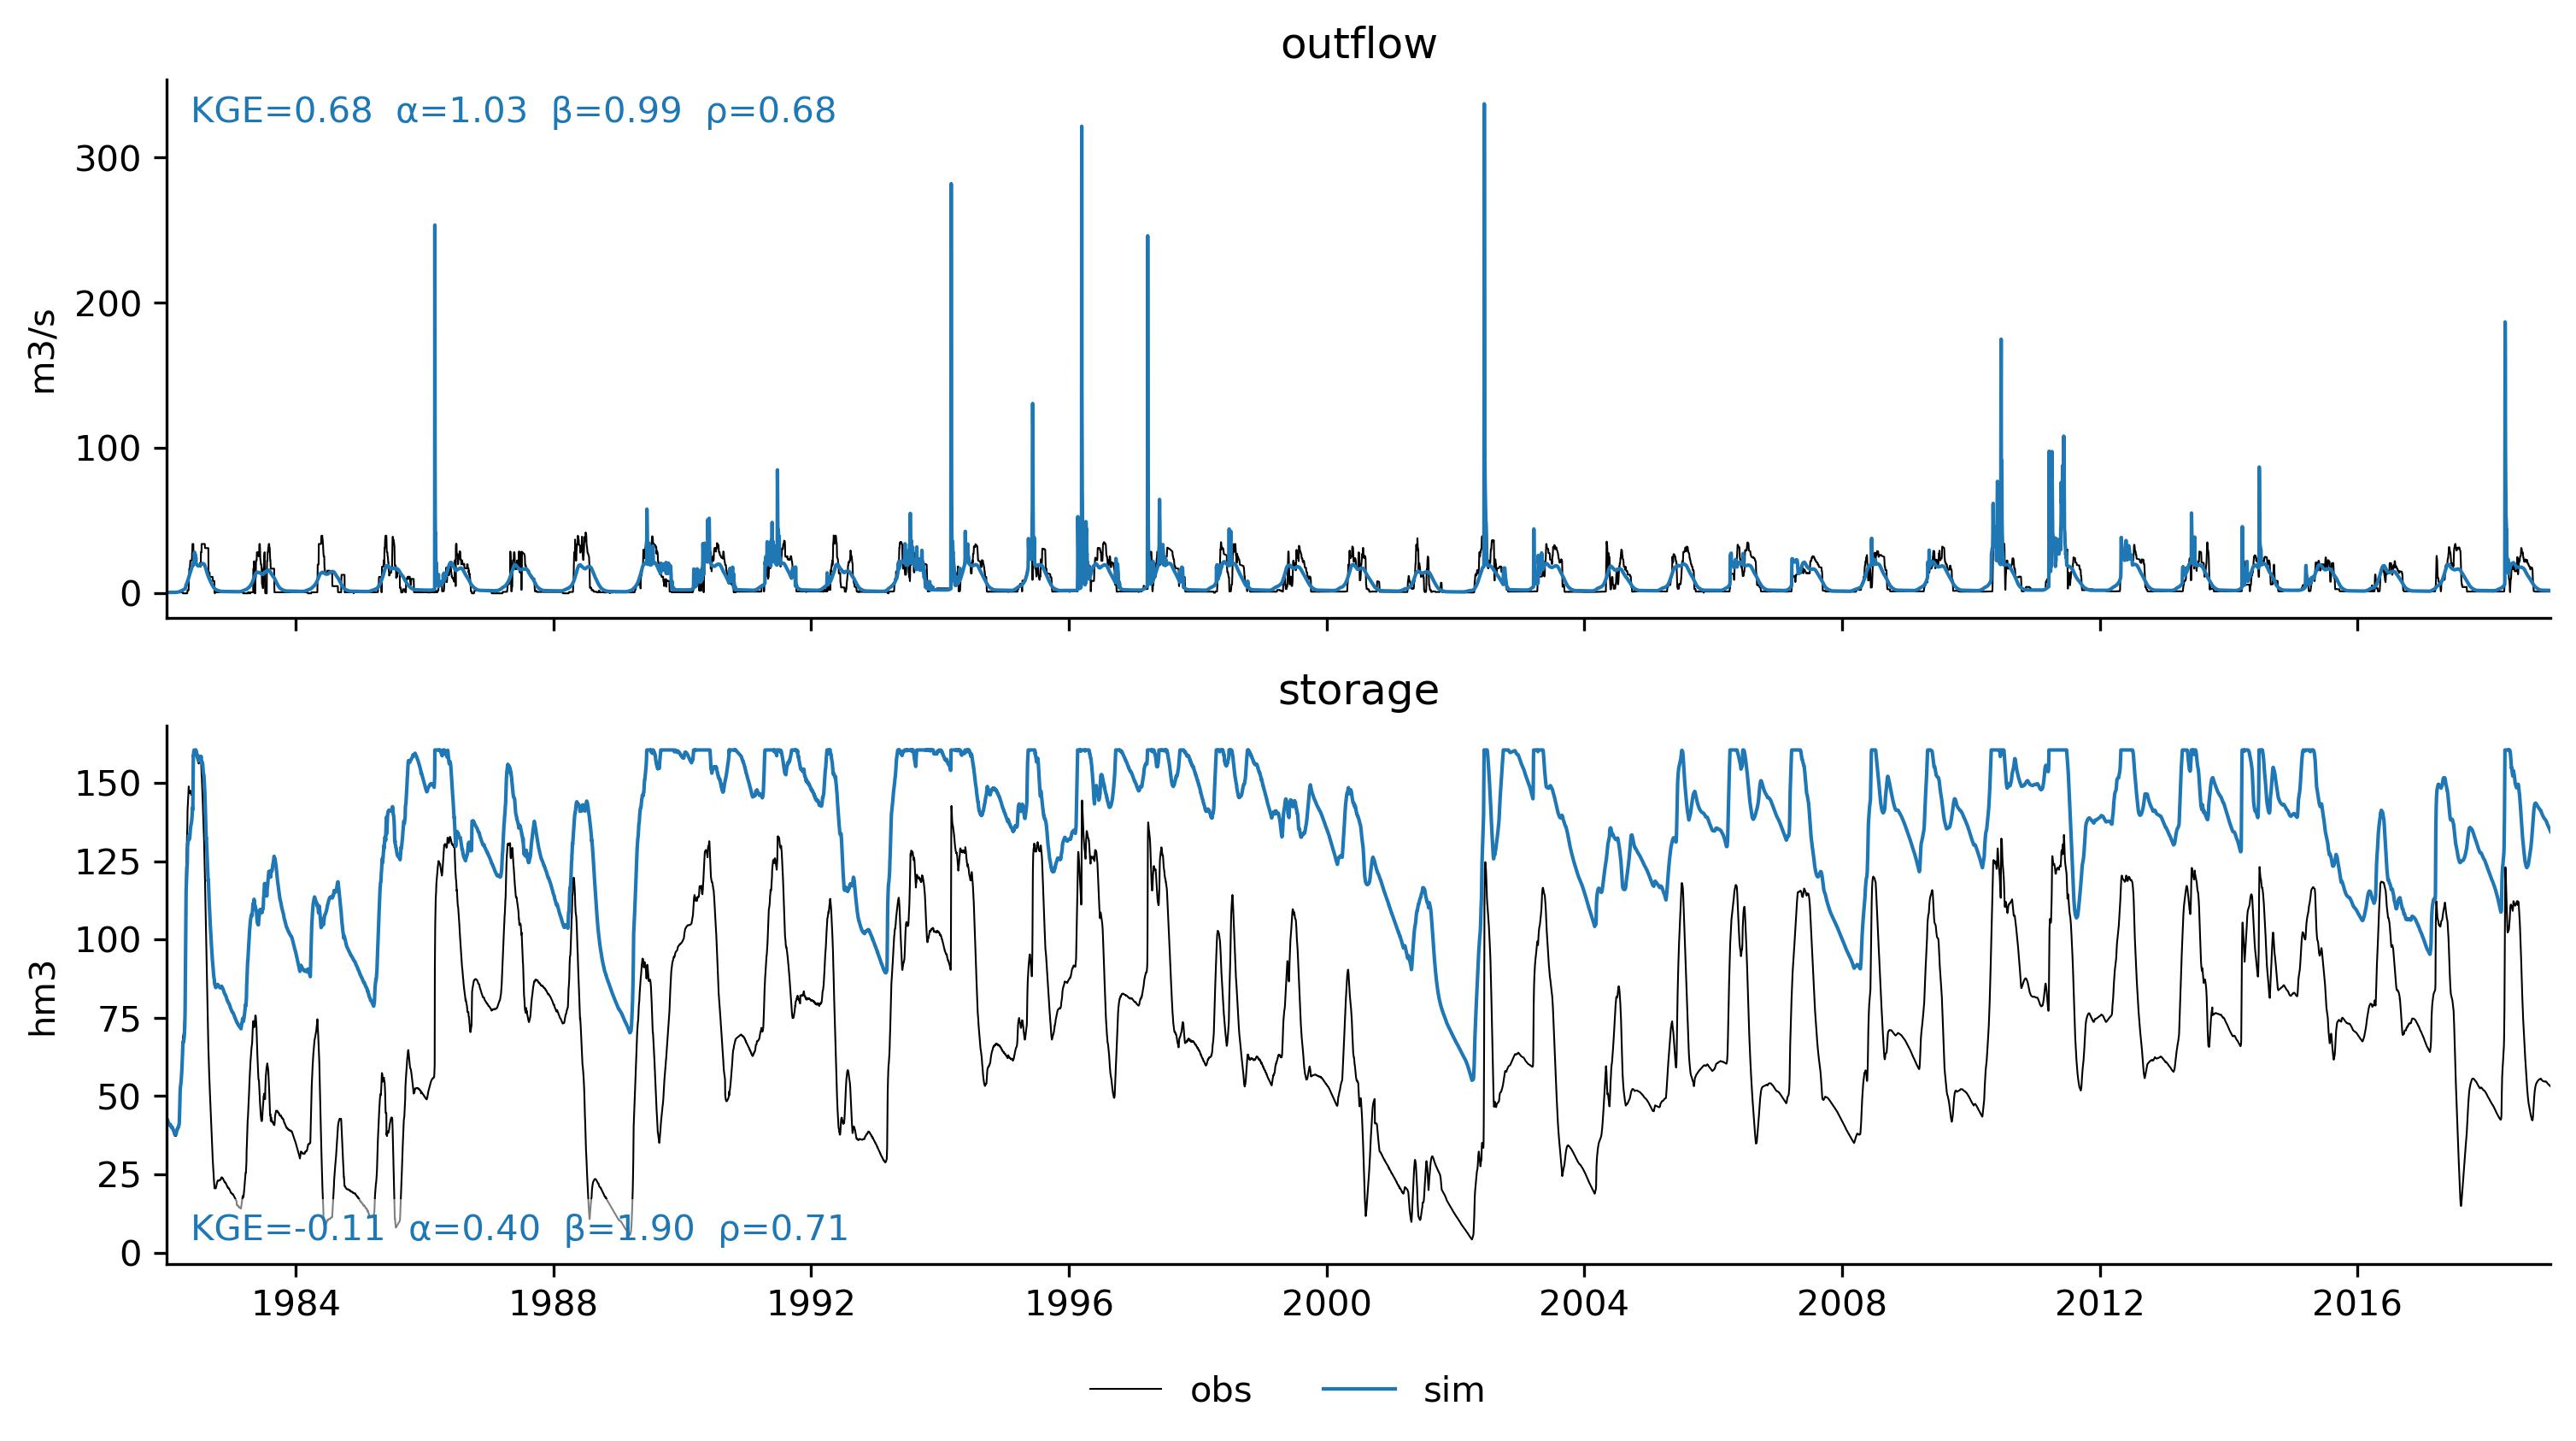 outflow
KGE=0.68 α=1.03 β=0.99 ρ=0.68
300
200
100
0
m3/s
storage
150
125
100
75
50
25
0
hm3
KGE=-0.11 α=0.40 β=1.90 ρ=0.71
1984 1988 1992 1996 2000 2004 2008 2012 2016
obs sim